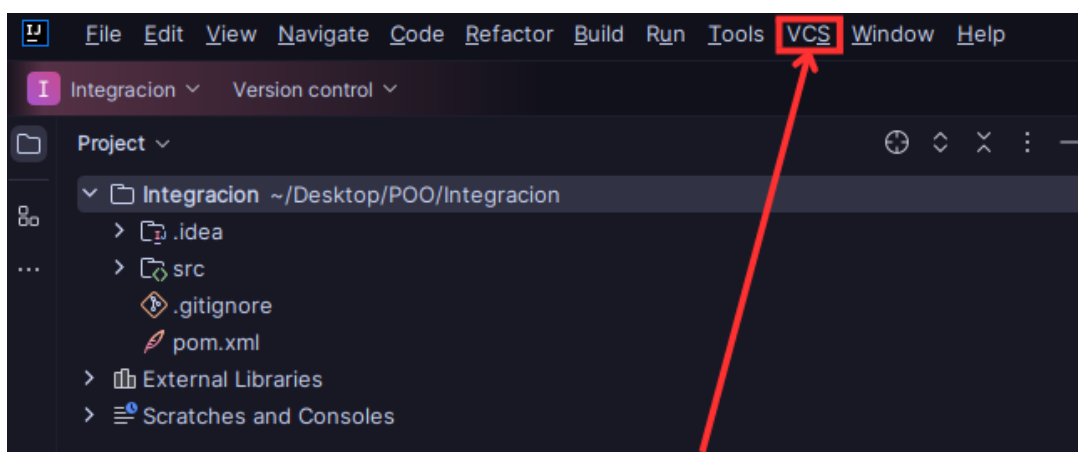 IJ File Edit View Navigate Code Refactor Build Run Tools VCS Window Help
I Integracion Version control
Project
Integracion ~/Desktop/POO/Integracion
.idea
src
.gitignore
pom.xml
External Libraries
Scratches and Consoles